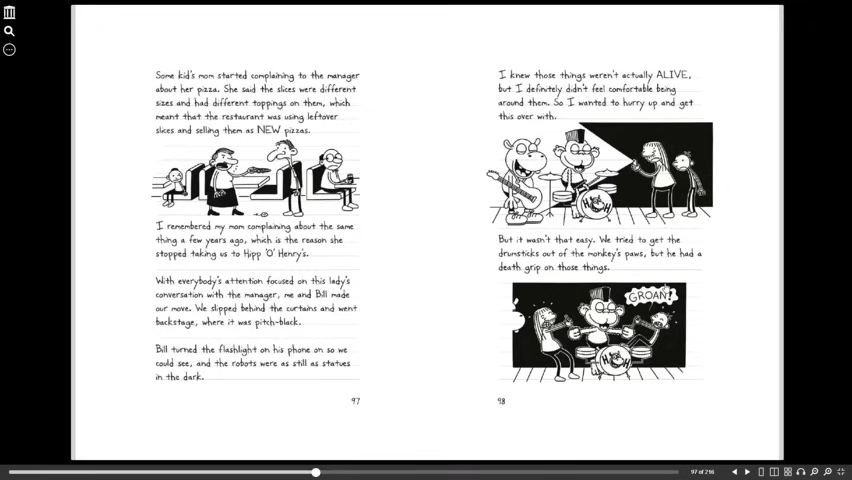 Some kid's mom started complaining to the manager
about her pizza. She said the slices were different
sizes and had different toppings on them, which
meant that the restaurant was using leftover
slices and selling them as NEW pizzas.
I remembered my mom complaining about the same
thing a few years ago, which is the reason she
stopped taking us to Hipp 'O' Henry's.
With everybody's attention focused on this lady's
conversation with the manager, me and Bill made
our move. We slipped behind the curtains and went
backstage, where it was pitch-black.
Bill turned the flashlight on his phone on so we
could see, and the robots were as still as statues
in the dark.
97
I knew those things weren't actually ALIVE,
but I definitely didn't feel comfortable being
around them. So I wanted to hurry up and get
this over with.
But it wasn't that easy. We tried to get the
drumsticks out of the monkey's paws, but he had a
death grip on those things.
GROAN!
98
97 of 216